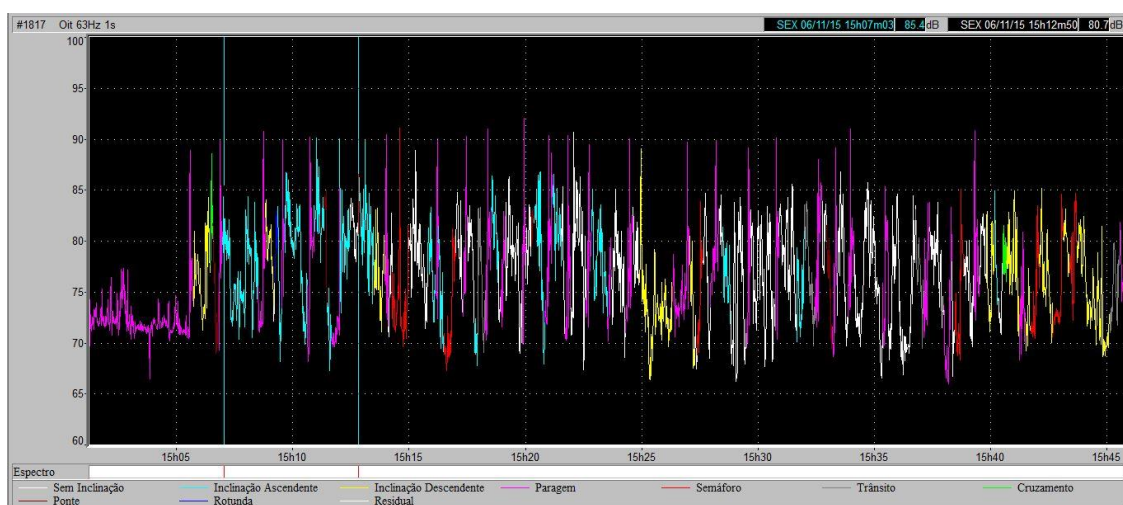 #1817 Oit 63Hz 1s SEX 06/11/15 15h07m03 85.4 dB SEX 06/11/15 15h12m50 80.7 dB
100
95
90
85
80
75
70
65
60
15h05 15h10 15h15 15h20 15h25 15h30 15h35 15h40 15h45
Espectro
Sem Inclinação Inclinação Ascendente Inclinação Descendente Paragem Semáforo Trânsito Cruzamento
Ponte Rotunda Residual